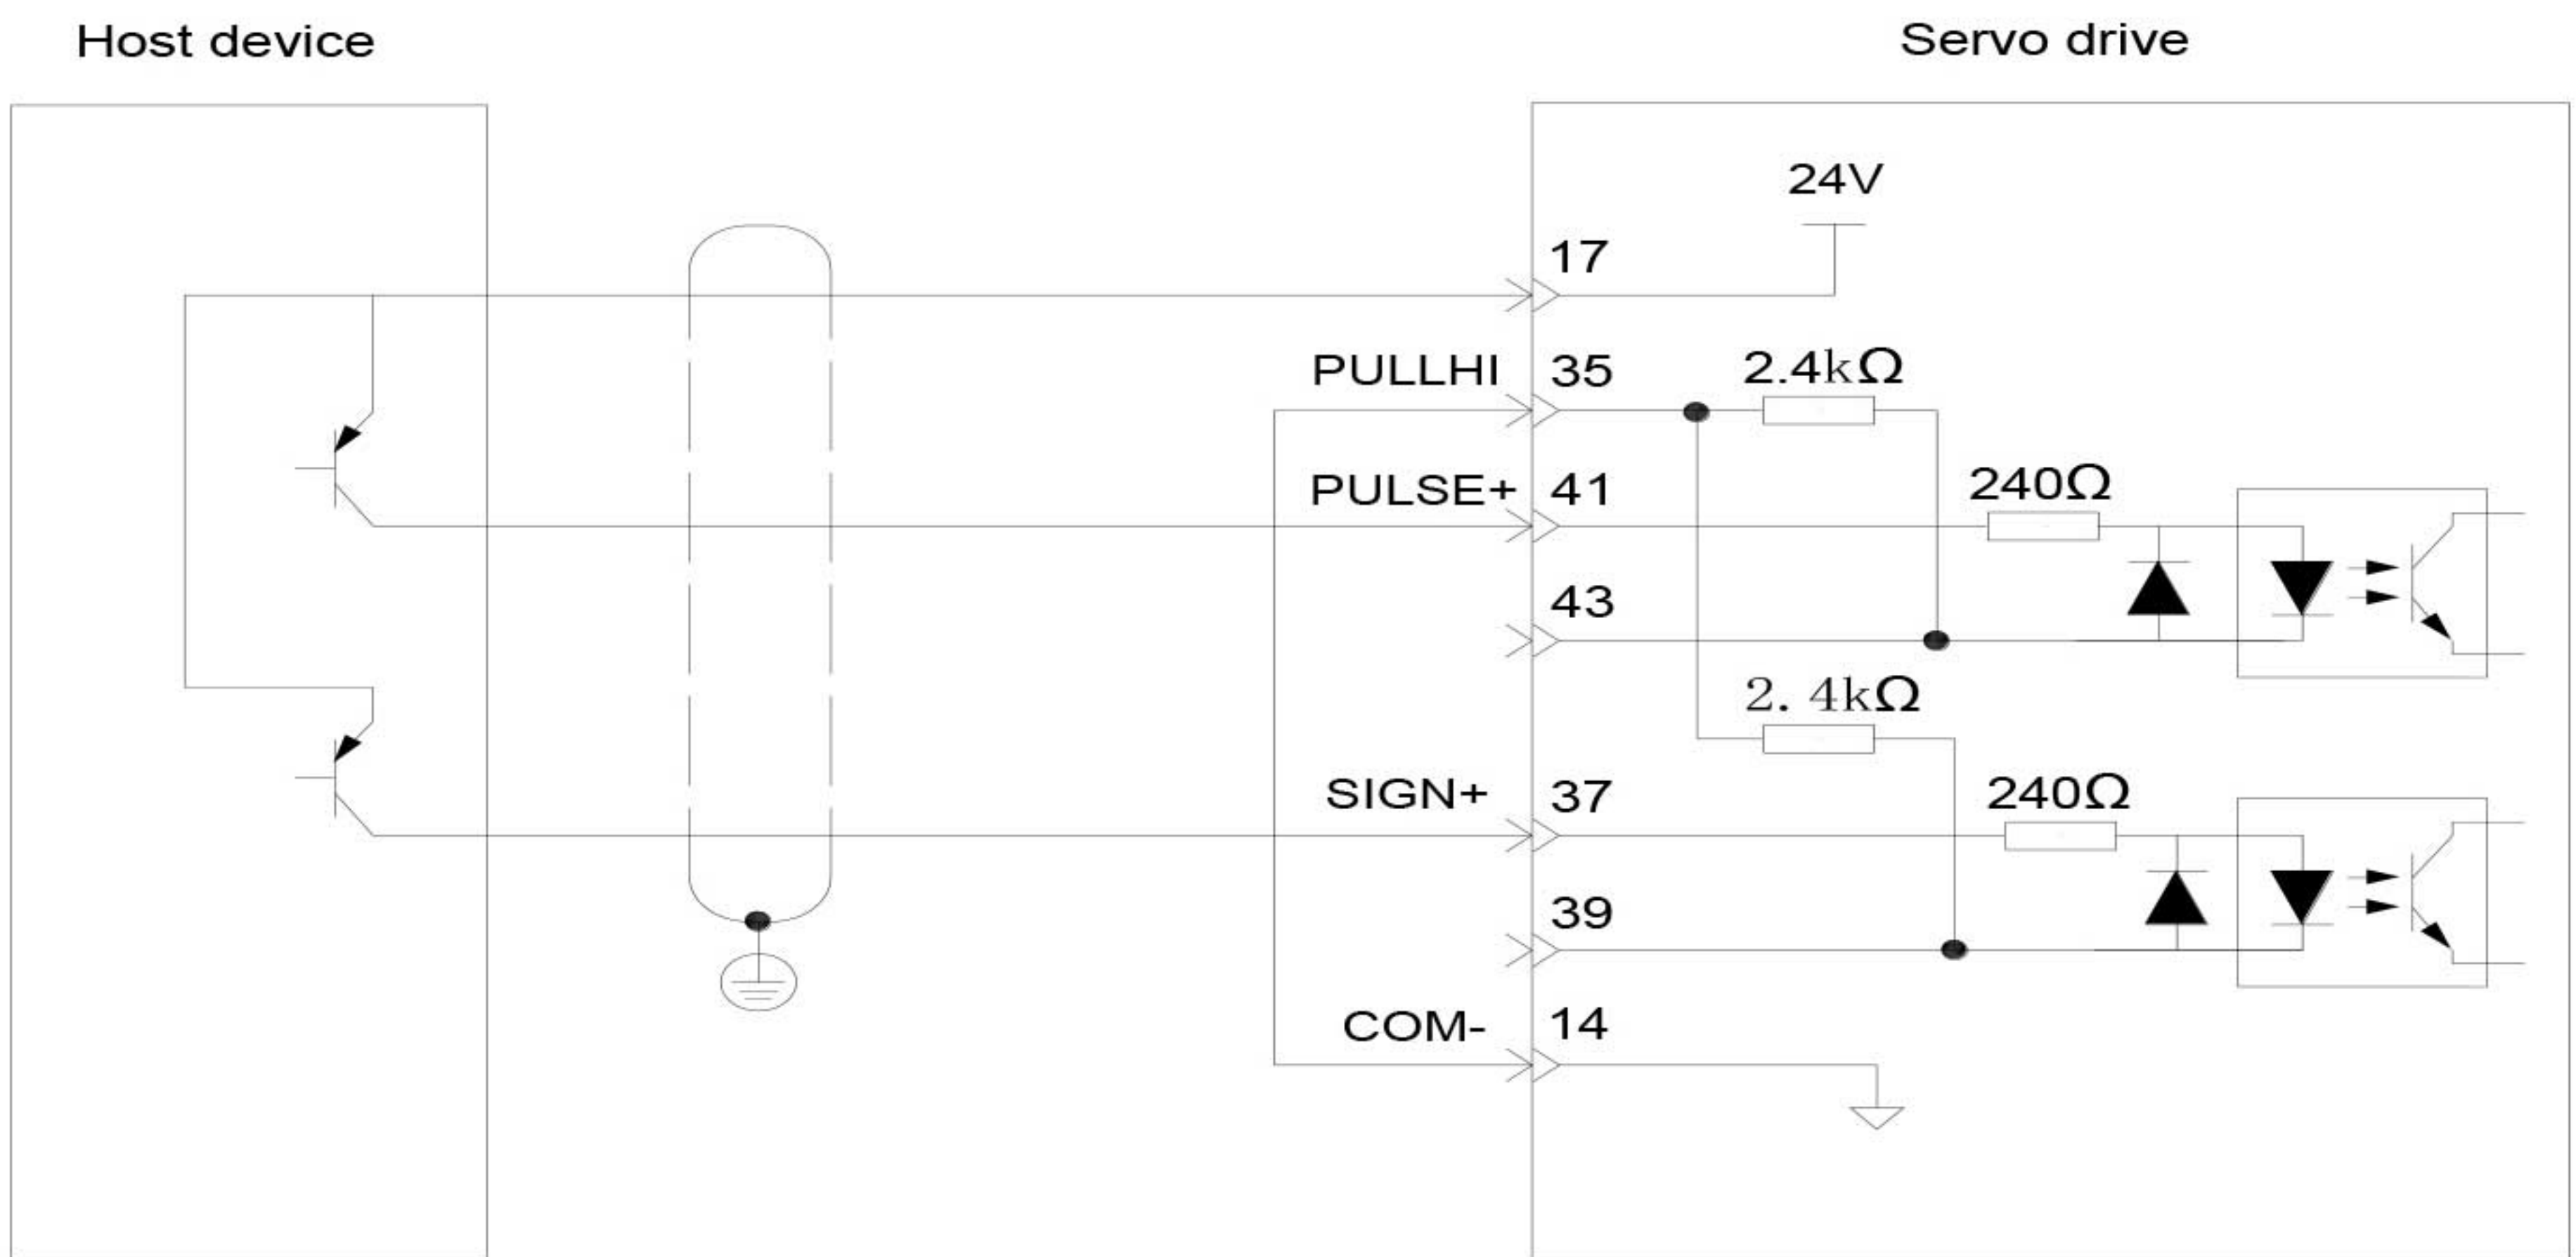 Host device
Servo drive
24V
17
PULLHI 35 2.4kΩ
PULSE+ 41 240Ω
43
2. 4kΩ
SIGN+ 37 240Ω
39
COM- 14